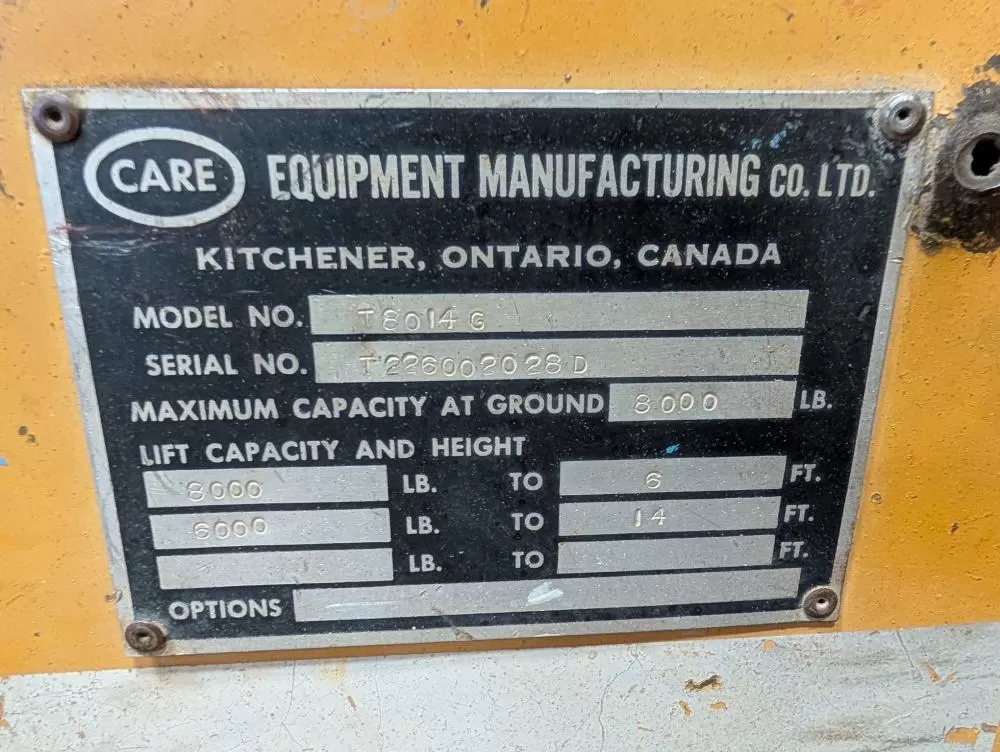 CARE EQUIPMENT MANUFACTURING CO. LTD.
KITCHENER, ONTARIO, CANADA
MODEL NO. T8014G
SERIAL NO. T226002028D
MAXIMUM CAPACITY AT GROUND 8000 LB.
LIFT CAPACITY AND HEIGHT
8000 LB. TO 6 FT.
6000 LB. TO 14 FT.
LB. TO FT.
OPTIONS